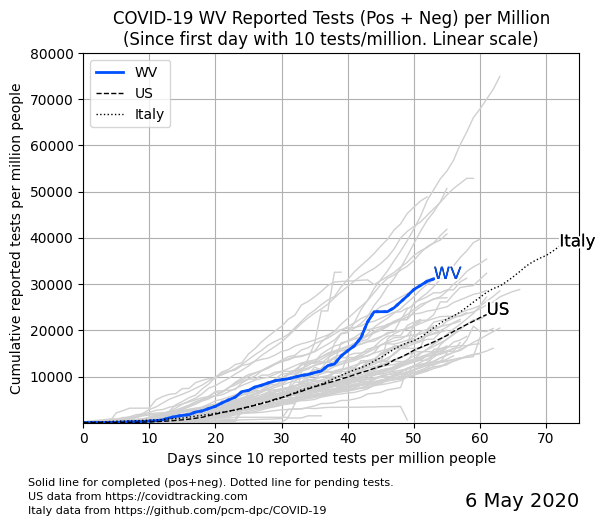 COVID-19 WV Reported Tests (Pos + Neg) per Million
(Since first day with 10 tests/million. Linear scale)
Cumulative reported tests per million people
80000
70000
60000
50000
40000
30000
20000
10000
WV
US
Italy
Italy
WV
US
0 10 20 30 40 50 60 70
Days since 10 reported tests per million people
Solid line for completed (pos+neg). Dotted line for pending tests.
US data from https://covidtracking.com
Italy data from https://github.com/pcm-dpc/COVID-19
6 May 2020